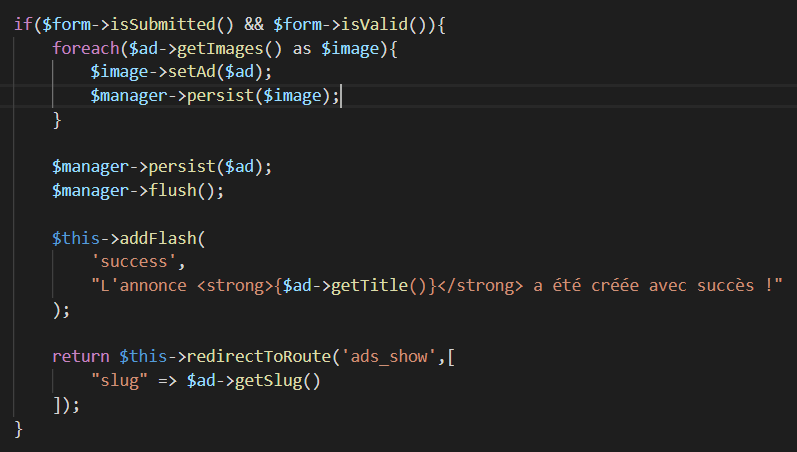 if($form->isSubmitted() && $form->isValid()){
    foreach($ad->getImages() as $image){
        $image->setAd($ad);
        $manager->persist($image);
    }

    $manager->persist($ad);
    $manager->flush();

    $this->addFlash(
        'success',
        "L'annonce <strong>{$ad->getTitle()}</strong> a été créée avec succès !"
    );

    return $this->redirectToRoute('ads_show',[
        "slug" => $ad->getSlug()
    ]);
}